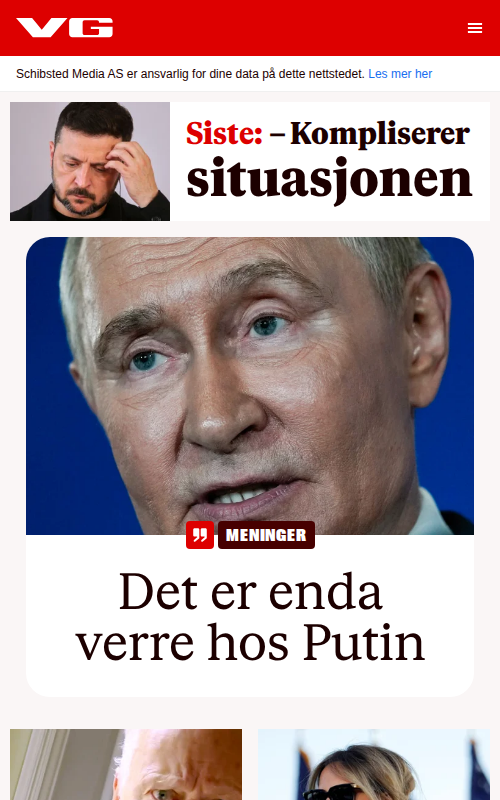 VG
Schibsted Media AS er ansvarlig for dine data på dette nettstedet. Les mer her
Siste: – Kompliserer
situasjonen
MENINGER
Det er enda
verre hos Putin